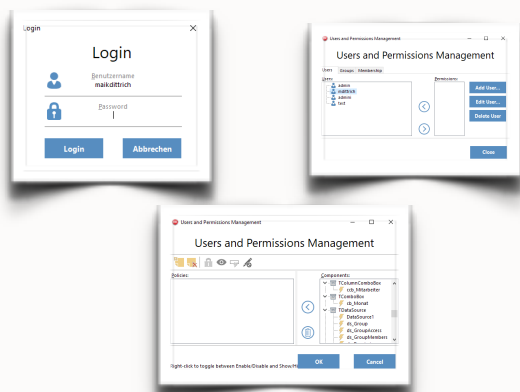 Login
Login
Benutzername
maikdittrich
Password
Login
Abbrechen
Users and Permissions Management
Users and Permissions Management
Users Groups Membership
Users:
Permissions:
admin
mdittrich
admin
test
Add User...
Edit User...
Delete User
Close
Users and Permissions Management
Users and Permissions Management
Policies:
Components:
TColumnComboBox
ccb_Mitarbeiter
TComboBox
cb_Monat
TDataSource
DataSource1
ds_Group
ds_GroupAccess
ds_GroupMembers
Right-click to toggle between Enable/Disable and Show/H
OK
Cancel